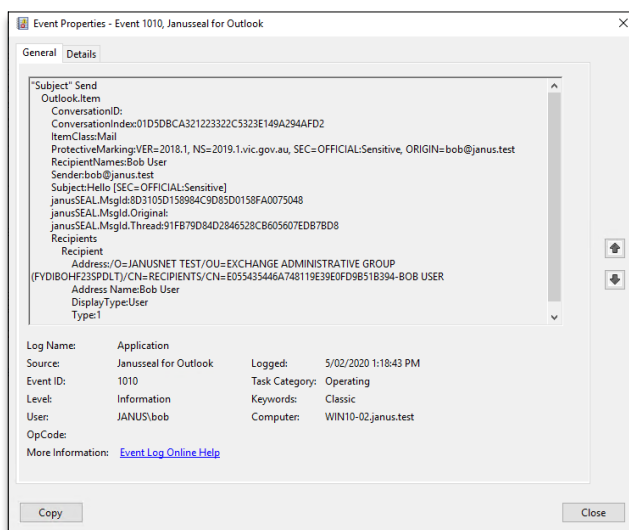 Event Properties - Event 1010, Janusseal for Outlook
General Details
"Subject" Send
Outlook.Item
ConversationID:
ConversationIndex:01D5DBCA321223322C5323E149A294AFD2
ItemClass:Mail
ProtectiveMarking:VER=2018.1, NS=2019.1.vic.gov.au, SEC=OFFICIAL:Sensitive, ORIGIN=bob@janus.test
RecipientNames:Bob User
Sender:bob@janus.test
Subject:Hello [SEC=OFFICIAL:Sensitive]
janusSEAL.MsgId:8D3105D158984C9D85D0158FA0075048
janusSEAL.MsgId.Original:
janusSEAL.MsgId.Thread:91FB79D84D2846528CB605607EDB7BD8
Recipients
Recipient
Address:/O=JANUSNET TEST/OU=EXCHANGE ADMINISTRATIVE GROUP
(FYDIBOHF23SPDLT)/CN=RECIPIENTS/CN=E055435446A748119E39E0FD9B51B394-BOB USER
Address Name:Bob User
DisplayType:User
Type:1
Log Name: Application
Source: Janusseal for Outlook Logged: 5/02/2020 1:18:43 PM
Event ID: 1010 Task Category: Operating
Level: Information Keywords: Classic
User: JANUS\bob Computer: WIN10-02.janus.test
OpCode:
More Information: Event Log Online Help
Copy Close